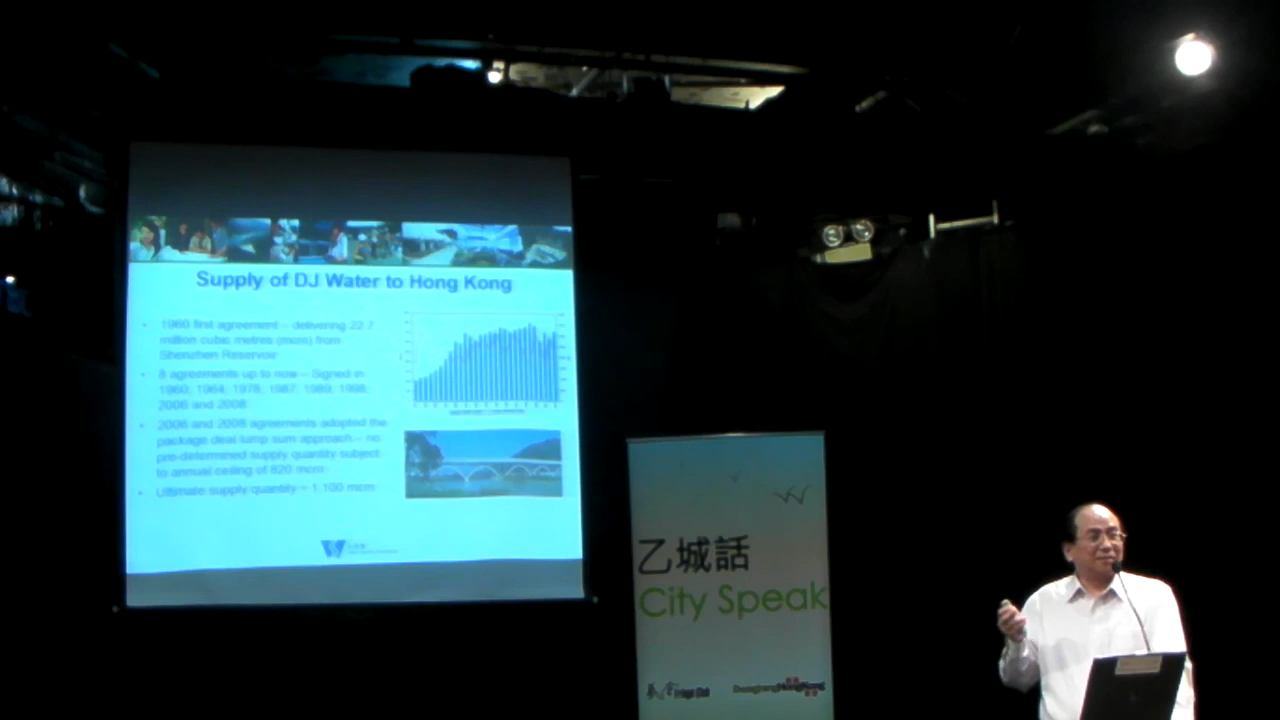 Supply of DJ Water to Hong Kong
• 1960 first agreement – delivering 22.7
million cubic metres (mcm) from
Shenzhen Reservoir
• 8 agreements up to now – Signed in
1960, 1964, 1978, 1987, 1989, 1998,
2006 and 2008
• 2006 and 2008 agreements adopted the
package deal lump sum approach – no
pre-determined supply quantity subject
to annual ceiling of 820 mcm
• Ultimate supply quantity = 1 100 mcm
乙城話
City Speak